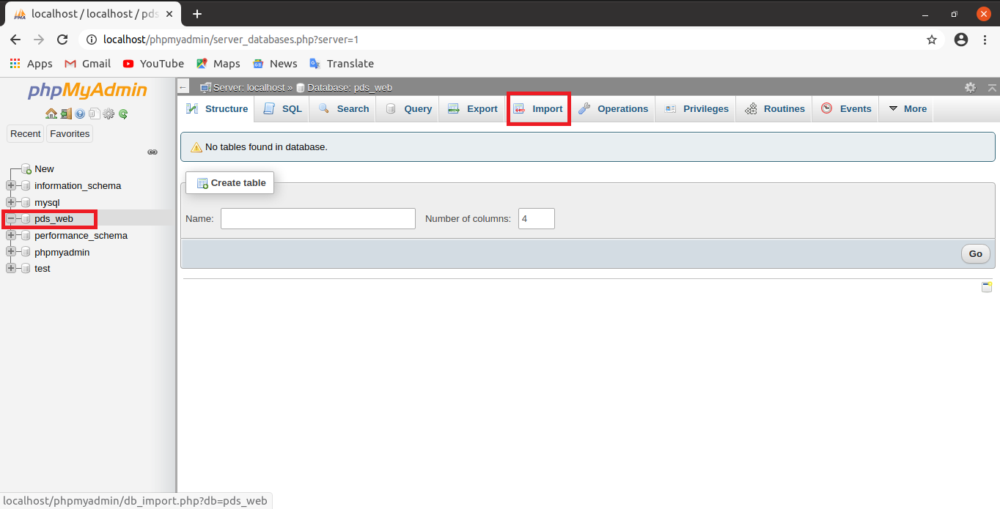 localhost / localhost / pds
localhost/phpmyadmin/server_databases.php?server=1
Apps Gmail YouTube Maps News Translate
phpMyAdmin
Recent Favorites
New
information_schema
mysql
pds_web
performance_schema
phpmyadmin
test
Server: localhost » Database: pds_web
Structure SQL Search Query Export Import Operations Privileges Routines Events More
No tables found in database.
Create table
Name: Number of columns: 4
Go
localhost/phpmyadmin/db_import.php?db=pds_web